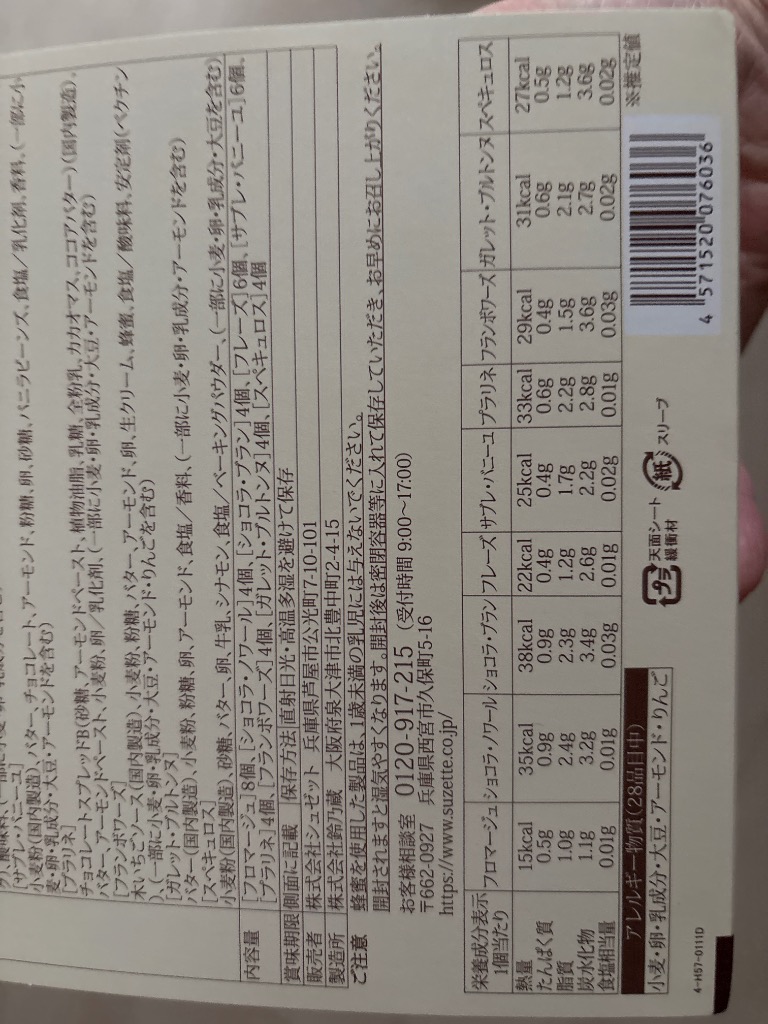 [サブレ・バニーユ]
小麦粉(国内製造)、バター、チョコレート、アーモンド、粉糖、卵、砂糖、バニラビーンズ、食塩/乳化剤、香料、(一部に小
麦・卵・乳成分・大豆・アーモンドを含む)
[プラリネ]
チョコレートスプレッドB(砂糖、アーモンドペースト、植物油脂、乳糖、全粉乳、カカオマス、ココアバター)(国内製造)、
バター、アーモンドペースト、小麦粉、卵/乳化剤、(一部に小麦・卵・乳成分・大豆・アーモンドを含む)
[フランボワーズ]
木いちごソース(国内製造)、小麦粉、粉糖、バター、アーモンド、卵、生クリーム、蜂蜜、食塩/酸味料、安定剤(ペクチン
)、(一部に小麦・卵・乳成分・大豆・アーモンド・りんごを含む)
[ガレット・ブルトンヌ]
バター(国内製造)、小麦粉、粉糖、卵、アーモンド、食塩/香料、(一部に小麦・卵・乳成分・アーモンドを含む)
[スペキュロス]
小麦粉(国内製造)、砂糖、バター、卵、牛乳、シナモン、食塩/ベーキングパウダー、(一部に小麦・卵・乳成分・大豆を含む)
内容量 [フロマージュ]8個、[ショコラ・ノワール]4個、[ショコラ・ブラン]4個、[フレーズ]6個、[サブレ・バニーユ]6個、
[プラリネ]4個、[フランボワーズ]4個、[ガレット・ブルトンヌ]4個、[スペキュロス]4個
賞味期限 側面に記載 保存方法 直射日光・高温多湿を避けて保存
販売者 株式会社シュゼット 兵庫県芦屋市公光町7-10-101
製造所 株式会社鈴乃蔵 大阪府泉大津市北豊中町2-4-15
ご注意 蜂蜜を使用した製品は、1歳未満の乳児には与えないでください。
開封されますと湿気やすくなります。開封後は密閉容器等に入れて保存していただき、お早めにお召し上がりください。
お客様相談室 0120-917-215 (受付時間 9:00~17:00)
〒662-0927 兵庫県西宮市久保町5-16
https://www.suzette.co.jp/
栄養成分表示 1個当たり フロマージュ ショコラ・ノワール ショコラ・ブラン フレーズ サブレ・バニーユ プラリネ フランボワーズ ガレット・ブルトンヌ スペキュロス
熱量 15kcal 35kcal 38kcal 22kcal 25kcal 33kcal 29kcal 31kcal 27kcal
たんぱく質 0.5g 0.9g 0.9g 0.4g 0.4g 0.6g 0.4g 0.6g 0.5g
脂質 1.0g 2.4g 2.3g 1.2g 1.7g 2.2g 1.5g 2.1g 1.2g
炭水化物 1.1g 3.2g 3.4g 2.6g 2.2g 2.8g 3.6g 2.7g 3.6g
食塩相当量 0.01g 0.01g 0.03g 0.01g 0.02g 0.01g 0.03g 0.02g 0.02g
※推定値
アレルギー物質(28品目中)
小麦・卵・乳成分・大豆・アーモンド・りんご
プラ 天面シート
緩衝材
紙 スリーブ
4 571520 076036
4-H57-0111D